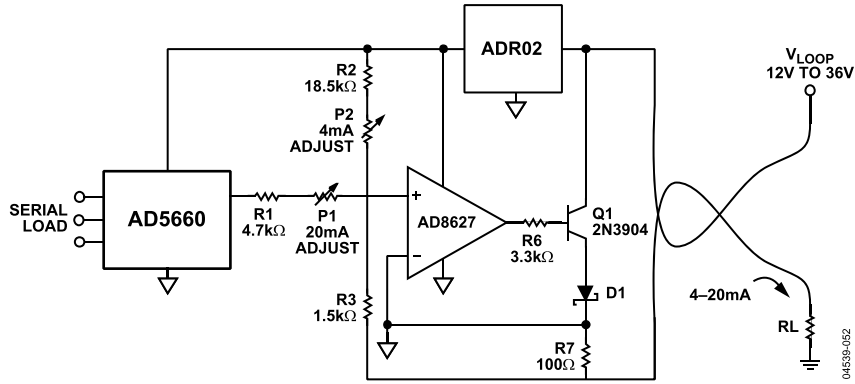 ADR02
V_LOOP
12V TO 36V
R2
18.5kΩ
P2
4mA
ADJUST
SERIAL
LOAD
AD5660
R1
4.7kΩ
P1
20mA
ADJUST
+
AD8627
–
R6
3.3kΩ
Q1
2N3904
D1
4–20mA
RL
R3
1.5kΩ
R7
100Ω
04539-052